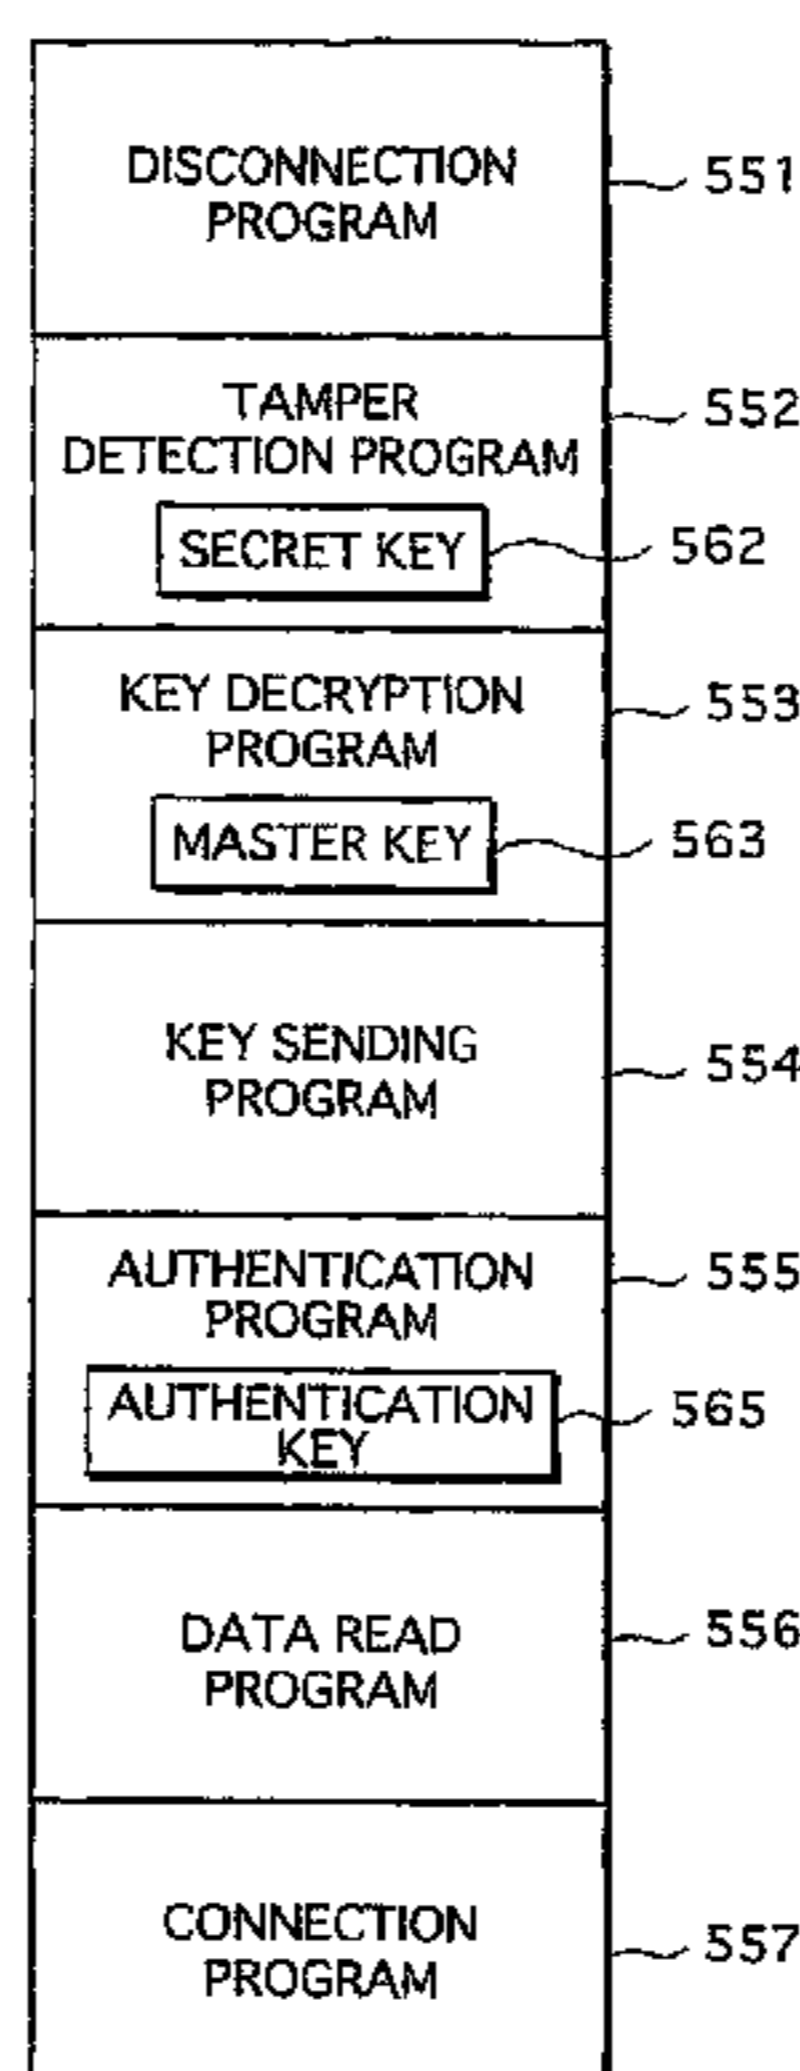 DISCONNECTION
PROGRAM
551
TAMPER
DETECTION PROGRAM
552
SECRET KEY
562
KEY DECRYPTION
PROGRAM
553
MASTER KEY
563
KEY SENDING
PROGRAM
554
AUTHENTICATION
PROGRAM
555
AUTHENTICATION
KEY
565
DATA READ
PROGRAM
556
CONNECTION
PROGRAM
557